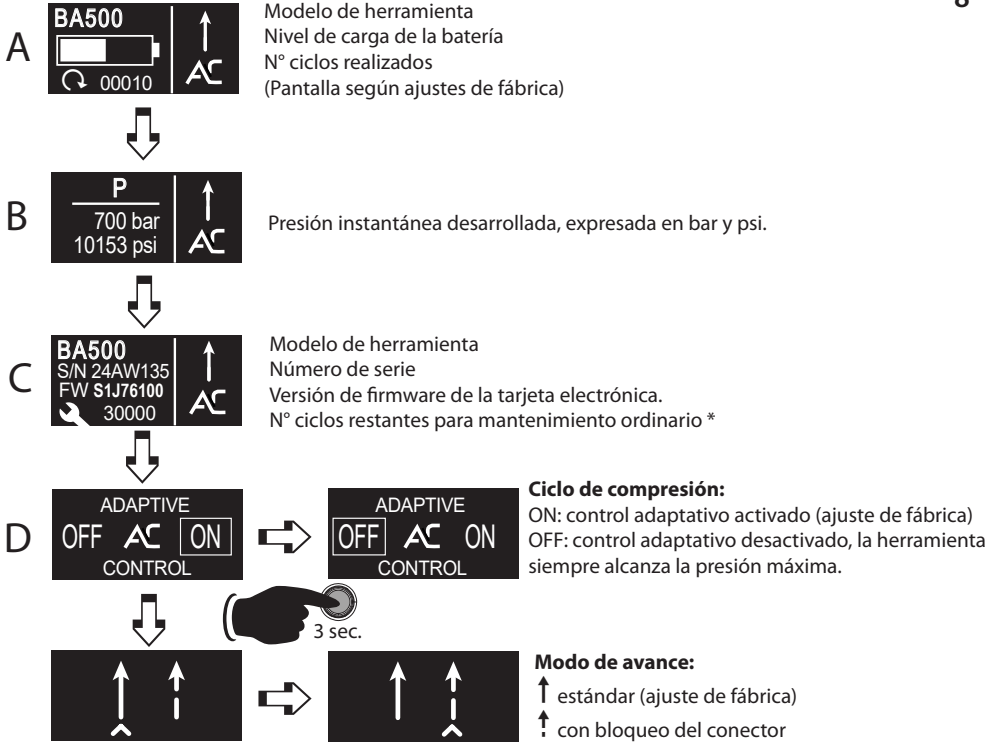 A
BA500
00010
AC
Modelo de herramienta
Nivel de carga de la batería
N° ciclos realizados
(Pantalla según ajustes de fábrica)
B
P
700 bar
10153 psi
AC
Presión instantánea desarrollada, expresada en bar y psi.
C
BA500
S/N 24AW135
FW S1J76100
30000
AC
Modelo de herramienta
Número de serie
Versión de firmware de la tarjeta electrónica.
N° ciclos restantes para mantenimiento ordinario *
D
ADAPTIVE
OFF AC ON
CONTROL
ADAPTIVE
OFF AC ON
CONTROL
Ciclo de compresión:
ON: control adaptativo activado (ajuste de fábrica)
OFF: control adaptativo desactivado, la herramienta
siempre alcanza la presión máxima.
3 sec.
Modo de avance:
estándar (ajuste de fábrica)
con bloqueo del conector